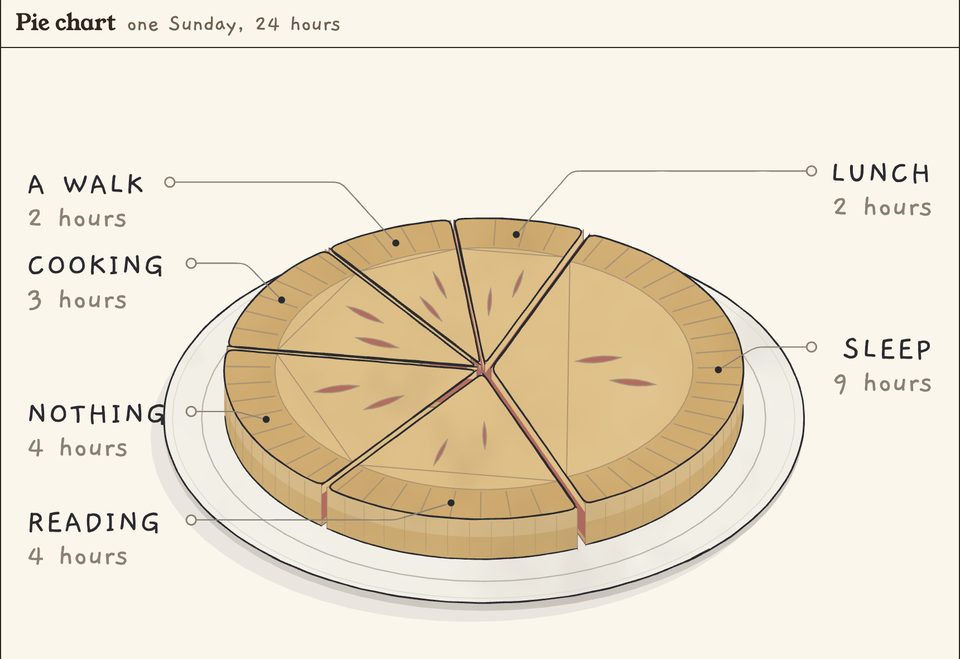 Pie chart one Sunday, 24 hours
A WALK
2 hours
COOKING
3 hours
NOTHING
4 hours
READING
4 hours
LUNCH
2 hours
SLEEP
9 hours